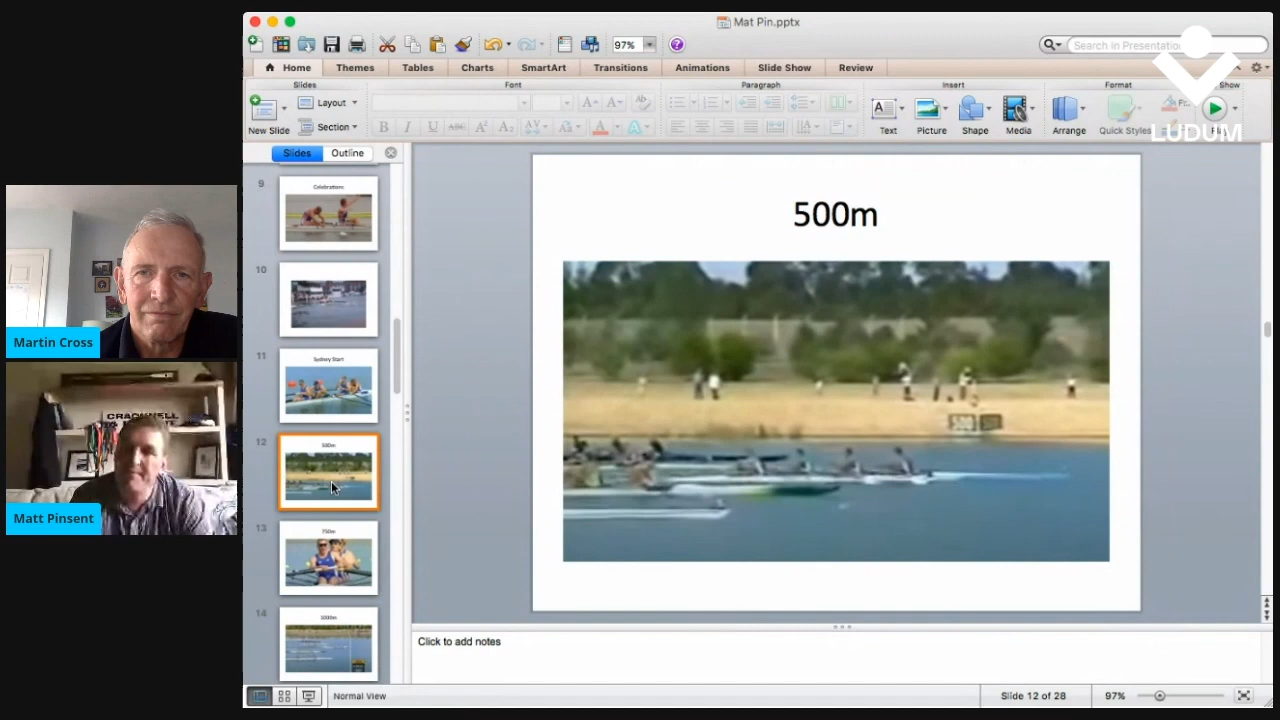 Mat Pin.pptx
97%
Search in Presentation
Home
Themes
Tables
Charts
SmartArt
Transitions
Animations
Slide Show
Review
Slides
Font
Paragraph
Insert
Format
Show
New Slide
Layout
Section
Text
Picture
Shape
Media
Arrange
Quick Styles
LUDUM
Slides
Outline
9
Celebrations
10
11
Sydney Start
12
500m
13
750m
14
1000m
500m
500
Click to add notes
Normal View
Slide 12 of 28
97%
Martin Cross
CRACKNELL
Matt Pinsent